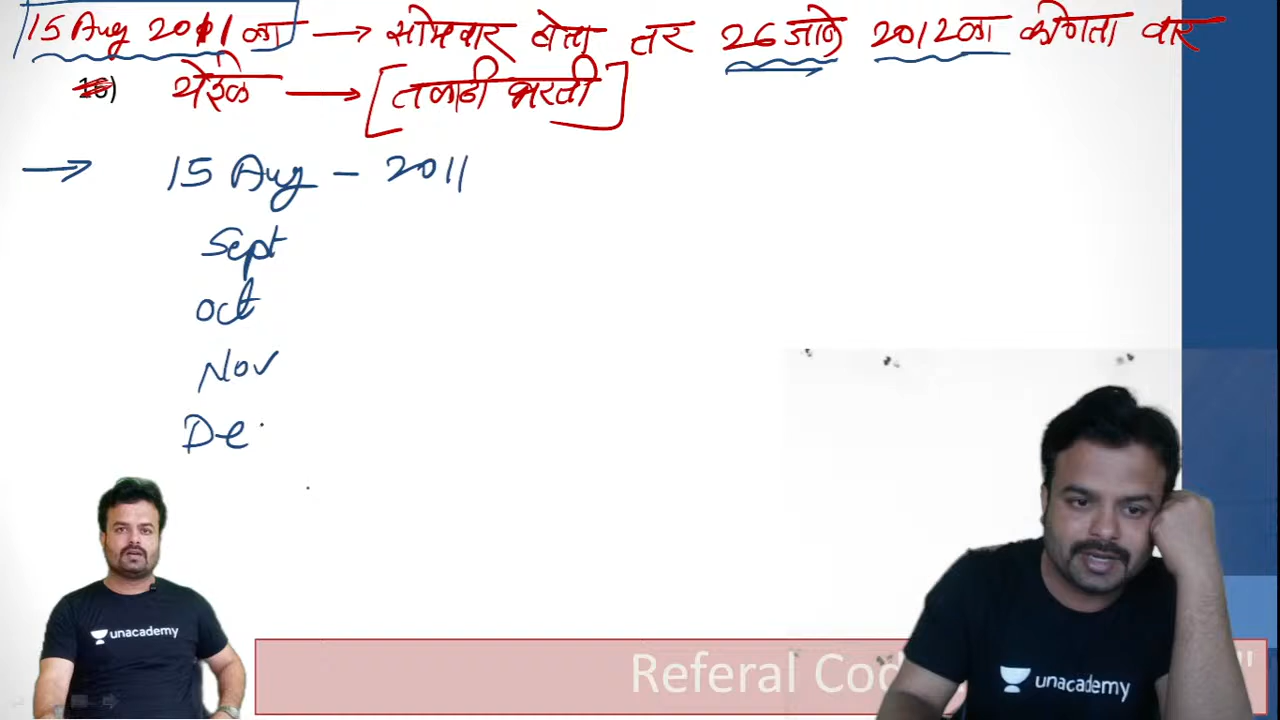 15 Aug 2011 ला → सोमवार होता तर 26 जाने 2012 ला कोणता वार
येईल → [तलाठी भरती]
→ 15 Aug - 2011
Sept
Oct
Nov
De
unacademy
unacademy
Referal Cod
"